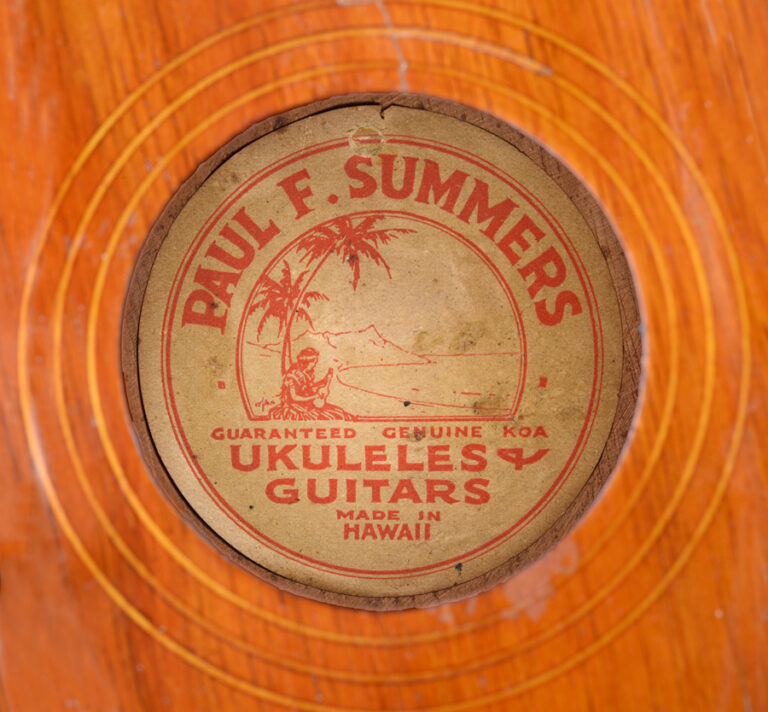 PAUL F. SUMMERS
GUARANTEED GENUINE KOA
UKULELES &
GUITARS
MADE IN
HAWAII